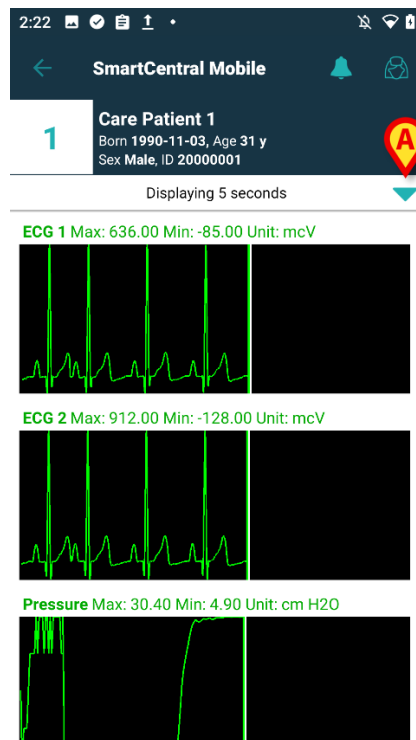 2:22
SmartCentral Mobile
1
Care Patient 1
Born 1990-11-03, Age 31 y
Sex Male, ID 20000001
A
Displaying 5 seconds
ECG 1 Max: 636.00 Min: -85.00 Unit: mcV
ECG 2 Max: 912.00 Min: -128.00 Unit: mcV
Pressure Max: 30.40 Min: 4.90 Unit: cm H2O